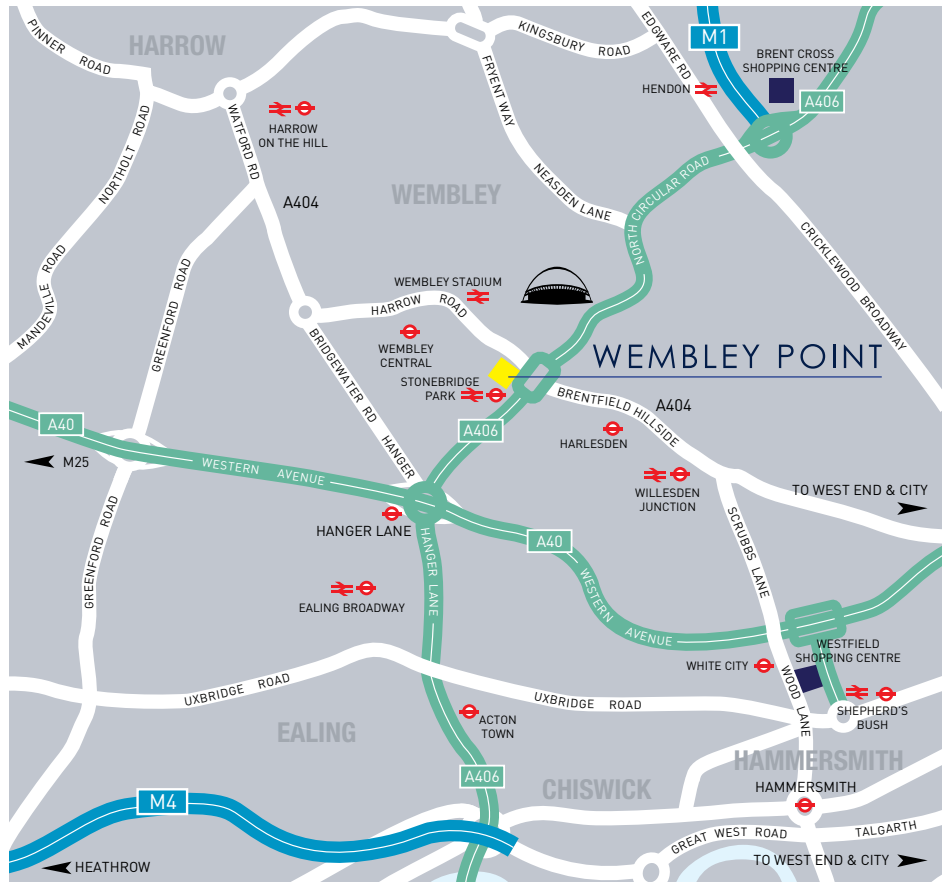 PINNER ROAD
HARROW
KINGSBURY ROAD
EDGWARE RD
M1
BRENT CROSS
SHOPPING CENTRE
HENDON
A406
FRYENT WAY
HARROW
ON THE HILL
WATFORD RD
NORTHOLT ROAD
NEASDEN LANE
WEMBLEY
A404
NORTH CIRCULAR ROAD
CRICKLEWOOD BROADWAY
MANDEVILLE ROAD
GREENFORD ROAD
WEMBLEY STADIUM
HARROW ROAD
WEMBLEY
CENTRAL
BRIDGEWATER RD
WEMBLEY POINT
STONEBRIDGE
PARK
BRENTFIELD HILLSIDE
A404
A40
A406
HARLESDEN
M25
WESTERN AVENUE
HANGER
WILLESDEN
JUNCTION
TO WEST END & CITY
HANGER LANE
SCRUBBS LANE
GREENFORD ROAD
HANGER LANE
A40
WESTERN AVENUE
EALING BROADWAY
WESTFIELD
SHOPPING CENTRE
WHITE CITY
WOOD LANE
UXBRIDGE ROAD
UXBRIDGE ROAD
SHEPHERD'S
BUSH
ACTON
TOWN
EALING
A406
CHISWICK
HAMMERSMITH
HAMMERSMITH
M4
GREAT WEST ROAD
TALGARTH
HEATHROW
TO WEST END & CITY